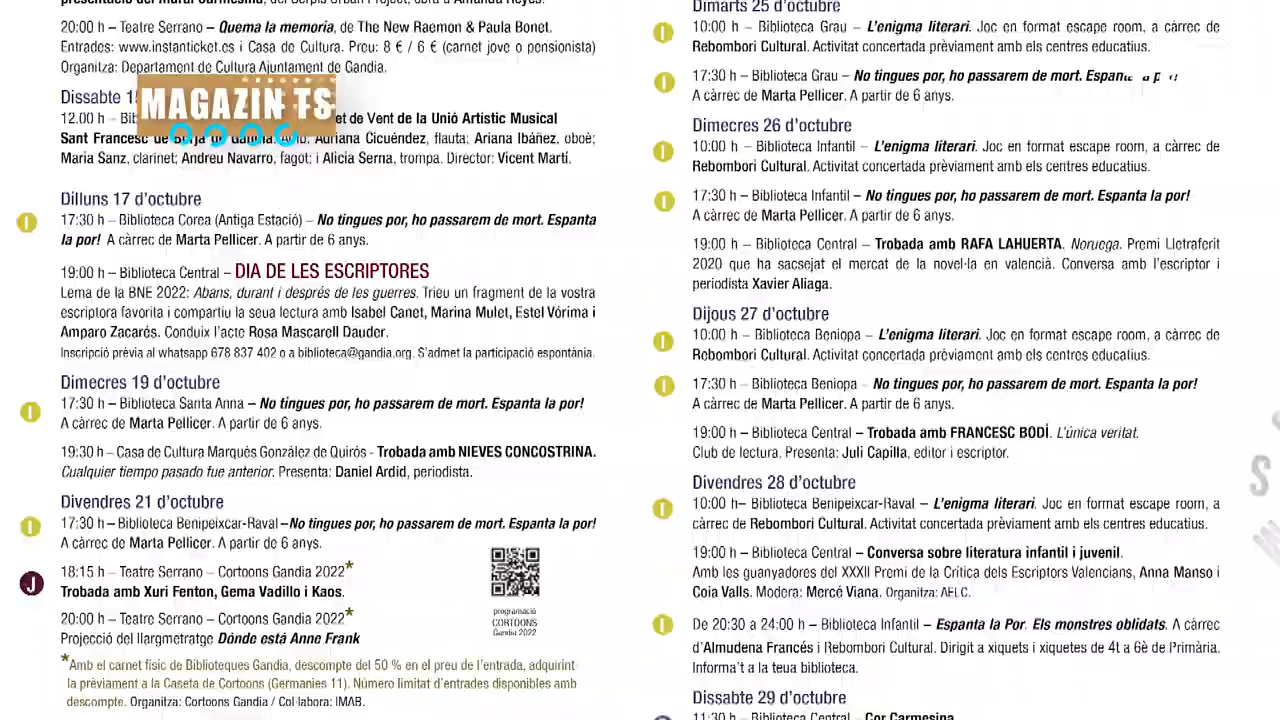 presentació del Mural Carmesina, del Serpis Urban Project, obra d'Amanda Reyes.
20:00 h – Teatre Serrano – Quema la memoria, de The New Raemon & Paula Bonet.
Entrades: www.instanticket.es i Casa de Cultura. Preu: 8 € / 6 € (carnet jove o pensionista)
Organitza: Departament de Cultura Ajuntament de Gandia.
Dissabte
MAGAZIN TS
12.00 h – et de Vent de la Unió Artístic Musical
Sant Francesc de Borja de Gandia. Amb: Adriana Cicuéndez, flauta; Ariana Ibáñez, oboè;
Maria Sanz, clarinet; Andreu Navarro, fagot; i Alicia Serna, trompa. Director: Vicent Martí.
Dilluns 17 d'octubre
I 17:30 h – Biblioteca Corea (Antiga Estació) – No tingues por, ho passarem de mort. Espanta
la por! A càrrec de Marta Pellicer. A partir de 6 anys.
19:00 h – Biblioteca Central – DIA DE LES ESCRIPTORES
Lema de la BNE 2022: Abans, durant i després de les guerres. Trieu un fragment de la vostra
escriptora favorita i compartiu la seua lectura amb Isabel Canet, Marina Mulet, Estel Vórima i
Amparo Zacarés. Conduix l'acte Rosa Mascarell Dauder.
Inscripció prèvia al whatsapp 678 837 402 o a biblioteca@gandia.org. S'admet la participació espontània.
Dimecres 19 d'octubre
I 17:30 h – Biblioteca Santa Anna – No tingues por, ho passarem de mort. Espanta la por!
A càrrec de Marta Pellicer. A partir de 6 anys.
19:30 h – Casa de Cultura Marqués González de Quirós - Trobada amb NIEVES CONCOSTRINA.
Cualquier tiempo pasado fue anterior. Presenta: Daniel Ardid, periodista.
Divendres 21 d'octubre
I 17:30 h – Biblioteca Benipeixcar-Raval –No tingues por, ho passarem de mort. Espanta la por!
A càrrec de Marta Pellicer. A partir de 6 anys.
J 18:15 h – Teatre Serrano – Cortoons Gandia 2022*
Trobada amb Xuri Fenton, Gema Vadillo i Kaos.
20:00 h – Teatre Serrano – Cortoons Gandia 2022*
Projecció del llargmetratge Dònde está Anne Frank
programació
CORTOONS
Gandia 2022
*Amb el carnet físic de Biblioteques Gandia, descompte del 50 % en el preu de l'entrada, adquirint-
la prèviament a la Caseta de Cortoons (Germanies 11). Número limitat d'entrades disponibles amb
descompte. Organitza: Cortoons Gandia / Col·labora: IMAB.
Dimarts 25 d'octubre
I 10:00 h – Biblioteca Grau – L'enigma literari. Joc en format escape room, a càrrec de
Rebombori Cultural. Activitat concertada prèviament amb els centres educatius.
I 17:30 h – Biblioteca Grau – No tingues por, ho passarem de mort.
A càrrec de Marta Pellicer. A partir de 6 anys.
Dimecres 26 d'octubre
I 10:00 h – Biblioteca Infantil – L'enigma literari. Joc en format escape room, a càrrec de
Rebombori Cultural. Activitat concertada prèviament amb els centres educatius.
I 17:30 h – Biblioteca Infantil – No tingues por, ho passarem de mort. Espanta la por!
A càrrec de Marta Pellicer. A partir de 6 anys.
19:00 h – Biblioteca Central – Trobada amb RAFA LAHUERTA. Noruega. Premi Lletraferit
2020 que ha sacsejat el mercat de la novel·la en valencià. Conversa amb l'escriptor i
periodista Xavier Aliaga.
Dijous 27 d'octubre
I 10:00 h – Biblioteca Beniopa – L'enigma literari. Joc en format escape room, a càrrec de
Rebombori Cultural. Activitat concertada prèviament amb els centres educatius.
I 17:30 h – Biblioteca Beniopa – No tingues por, ho passarem de mort. Espanta la por!
A càrrec de Marta Pellicer. A partir de 6 anys.
19:00 h – Biblioteca Central – Trobada amb FRANCESC BODÍ. L'única veritat.
Club de lectura. Presenta: Juli Capilla, editor i escriptor.
Divendres 28 d'octubre
I 10:00 h– Biblioteca Benipeixcar-Raval – L'enigma literari. Joc en format escape room, a
càrrec de Rebombori Cultural. Activitat concertada prèviament amb els centres educatius.
19:00 h – Biblioteca Central – Conversa sobre literatura infantil i juvenil.
Amb les guanyadores del XXXII Premi de la Crítica dels Escriptors Valencians, Anna Manso i
Coia Valls. Modera: Mercé Viana. Organitza: AELC.
I De 20:30 a 24:00 h – Biblioteca Infantil – Espanta la Por. Els monstres oblidats. A càrrec
d'Almudena Francés i Rebombori Cultural. Dirigit a xiquets i xiquetes de 4t a 6è de Primària.
Informa't a la teua biblioteca.
Dissabte 29 d'octubre
11:30 h – Biblioteca Central – Cor Carmesina.